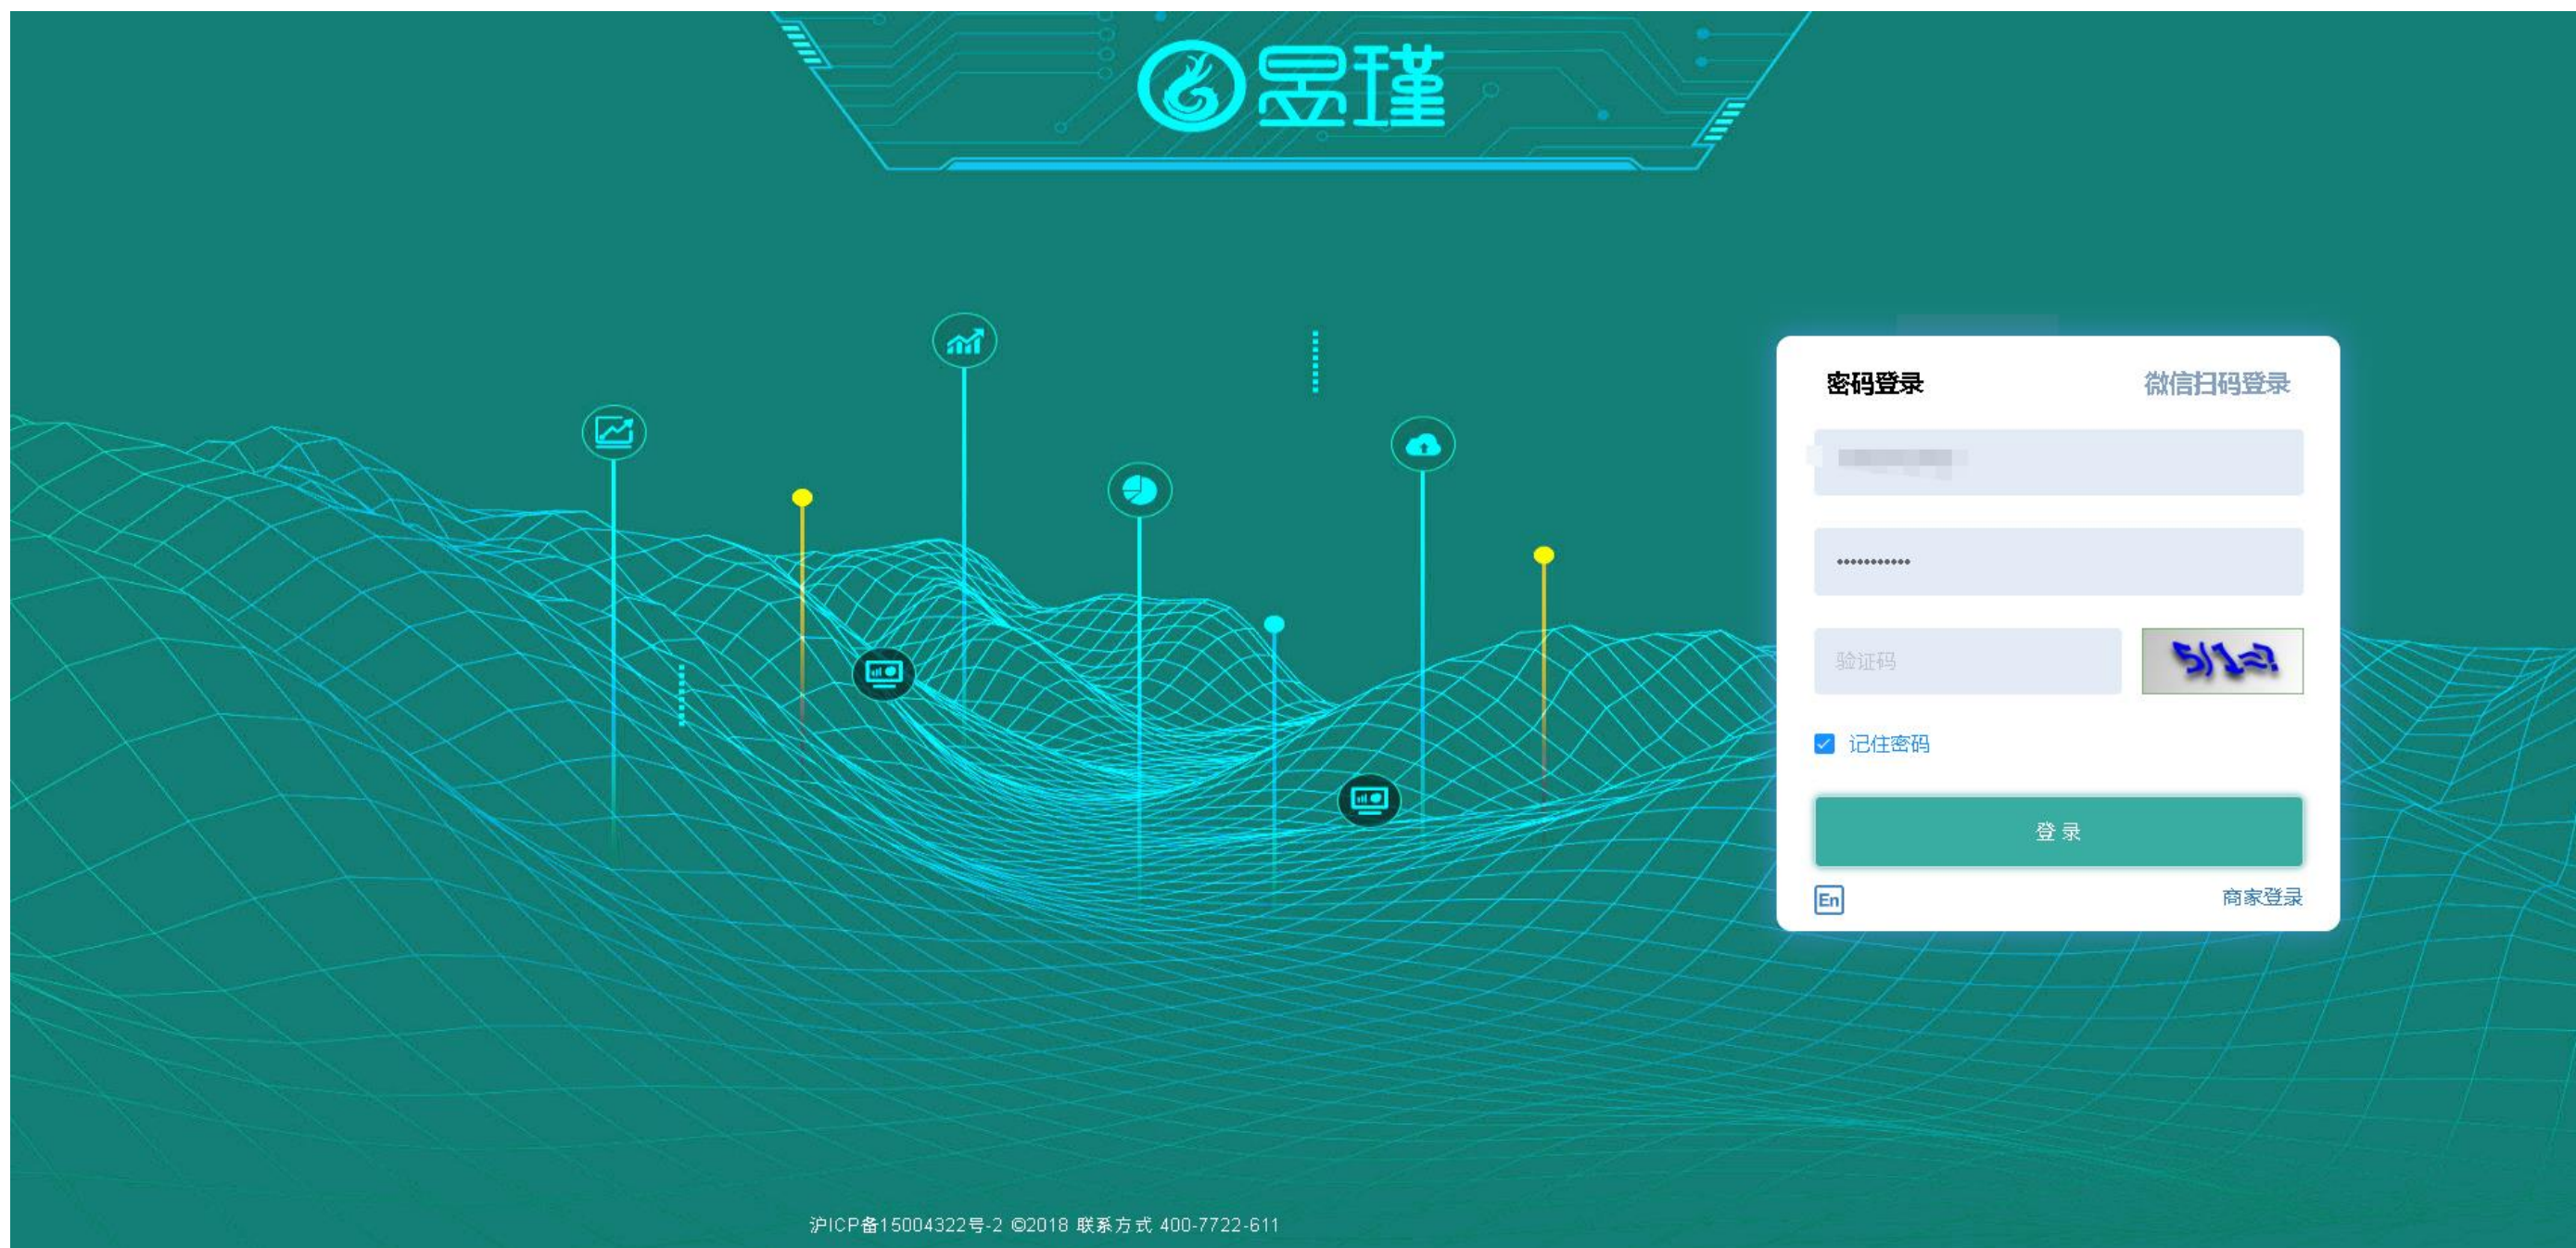 昱瑾
密码登录 微信扫码登录
•••••••••••
验证码 5/1=?
记住密码
登 录
En 商家登录
沪ICP备15004322号-2 ©2018 联系方式 400-7722-611